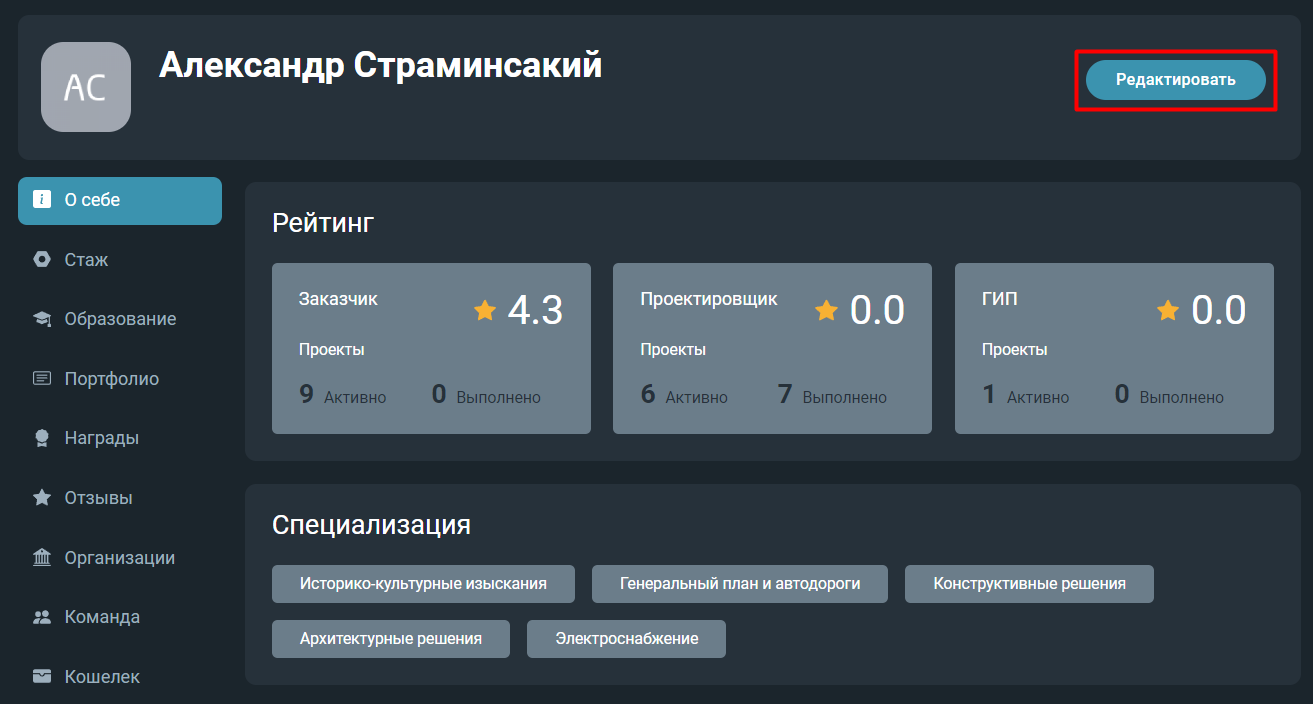 АС
Александр Страминсакий
Редактировать
О себе
Стаж
Образование
Портфолио
Награды
Отзывы
Организации
Команда
Кошелек
Рейтинг
Заказчик
4.3
Проекты
9 Активно 0 Выполнено
Проектировщик
0.0
Проекты
6 Активно 7 Выполнено
ГИП
0.0
Проекты
1 Активно 0 Выполнено
Специализация
Историко-культурные изыскания
Генеральный план и автодороги
Конструктивные решения
Архитектурные решения
Электроснабжение